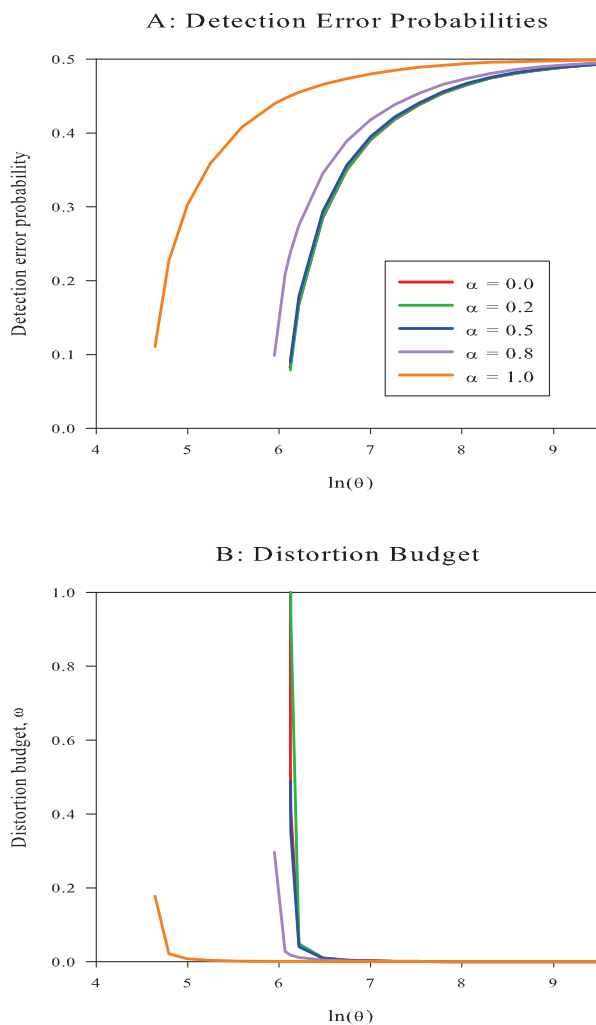 A: Detection Error Probabilities
0.5
0.4
0.3
0.2
0.1
0.0
Detection error probability
α = 0.0
α = 0.2
α = 0.5
α = 0.8
α = 1.0
4 5 6 7 8 9
ln(θ)
B: Distortion Budget
1.0
0.8
0.6
0.4
0.2
0.0
Distortion budget, ω
4 5 6 7 8 9
ln(θ)